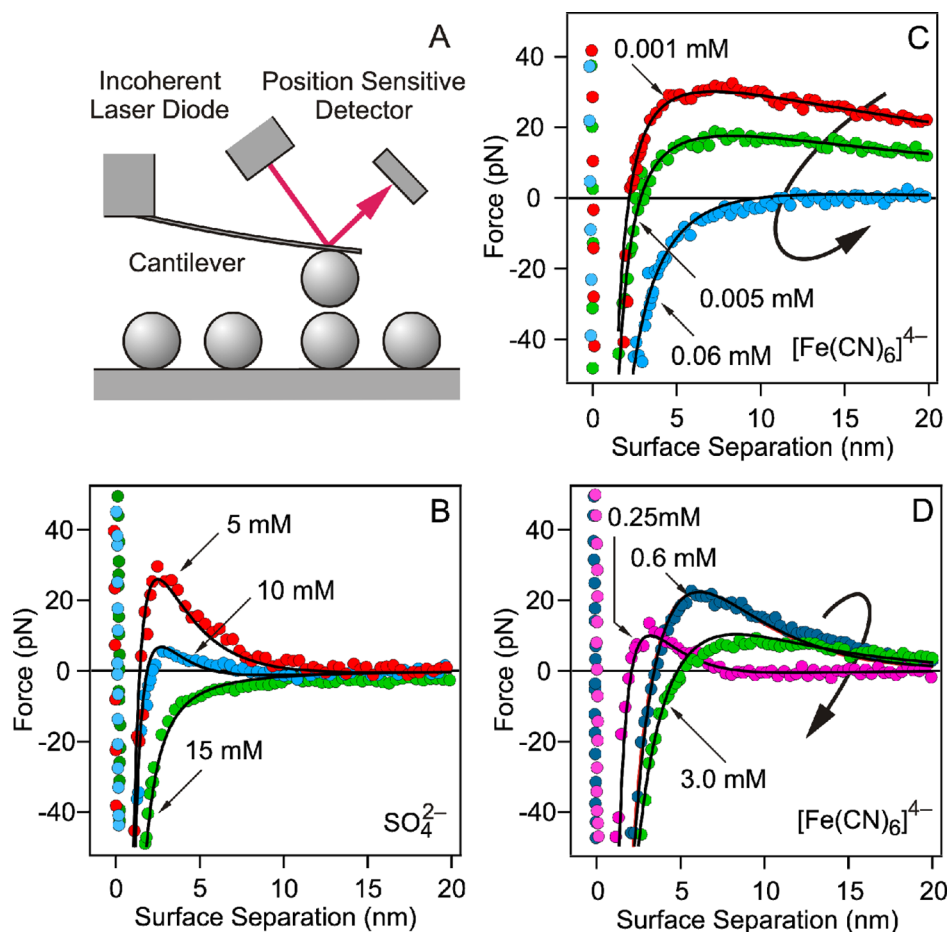 A
Incoherent
Laser Diode
Position Sensitive
Detector
Cantilever
C
40
20
0
-20
-40
Force (pN)
0.001 mM
0.005 mM
0.06 mM
[Fe(CN)₆]⁴⁻
0 5 10 15 20
Surface Separation (nm)
B
40
20
0
-20
-40
Force (pN)
5 mM
10 mM
15 mM
SO₄²⁻
0 5 10 15 20
Surface Separation (nm)
D
40
20
0
-20
-40
Force (pN)
0.25mM
0.6 mM
3.0 mM
[Fe(CN)₆]⁴⁻
0 5 10 15 20
Surface Separation (nm)